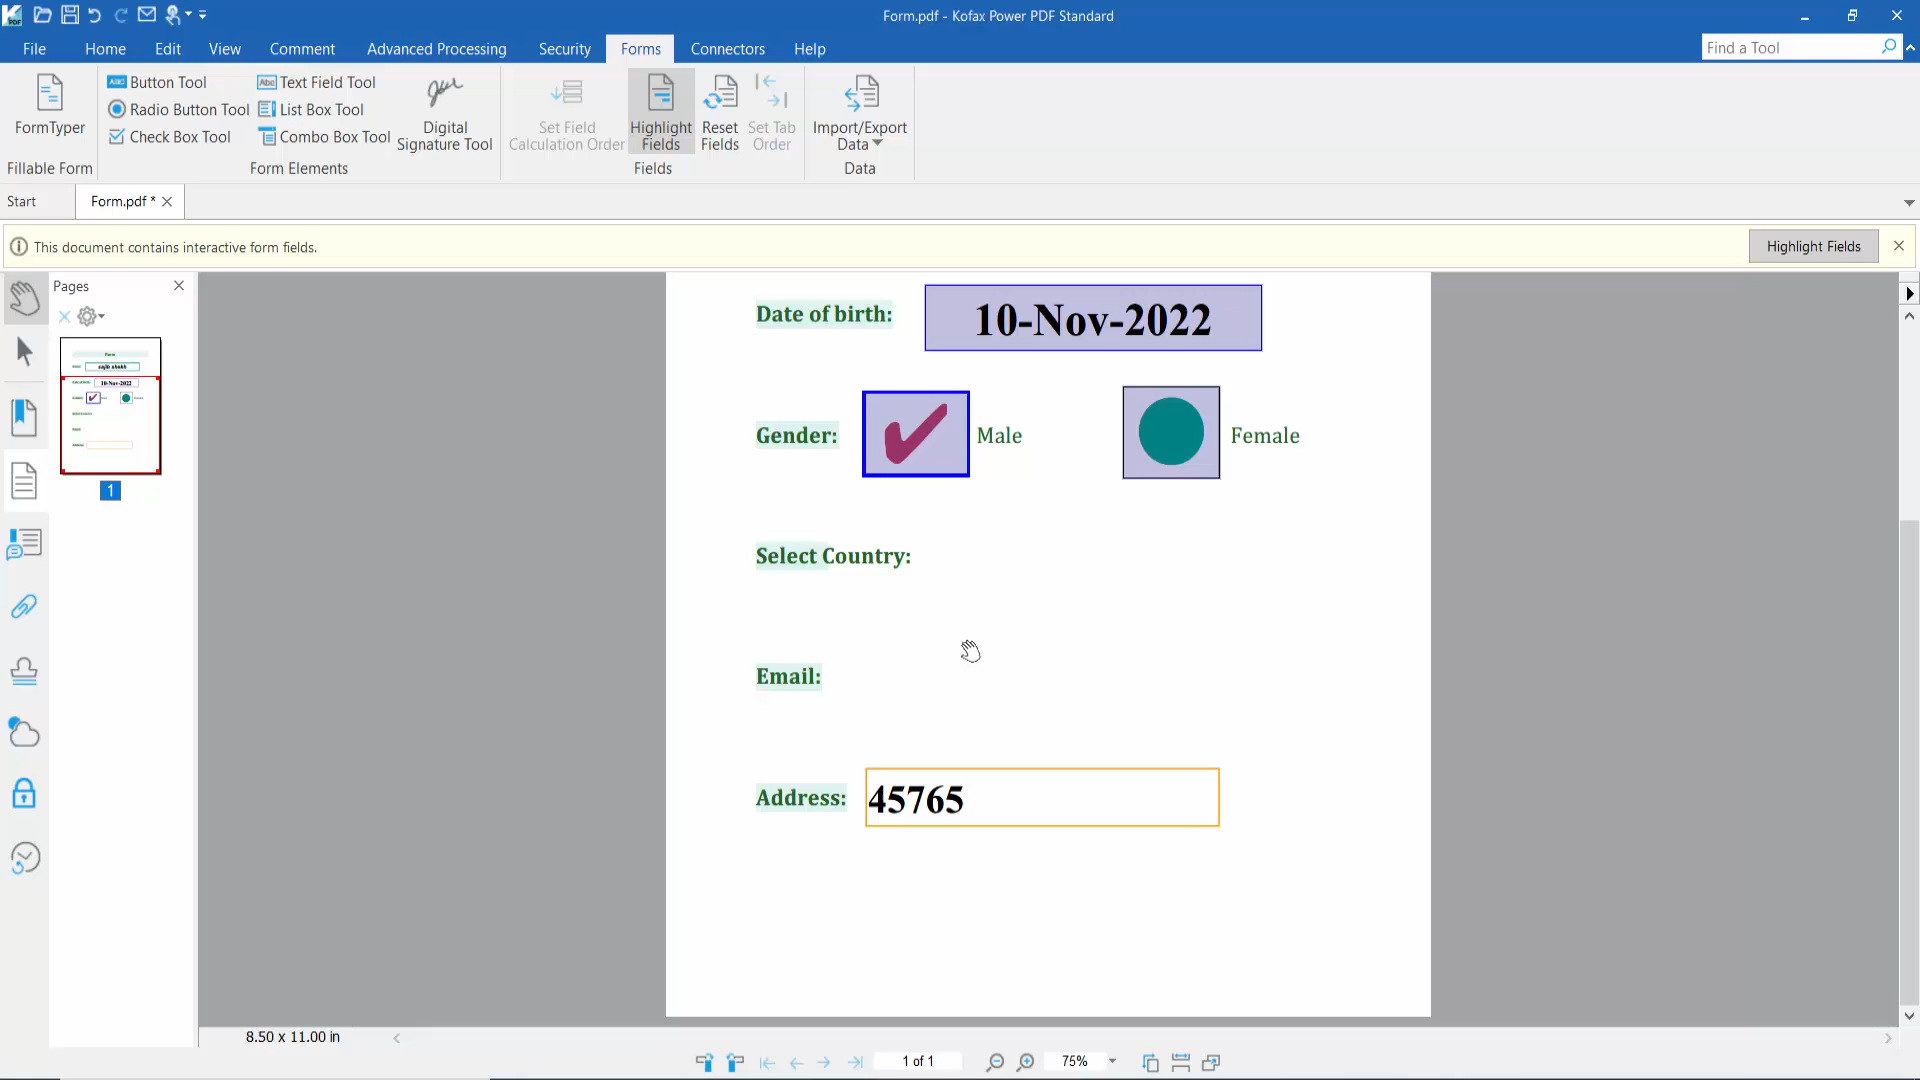 Form.pdf - Kofax Power PDF Standard
File Home Edit View Comment Advanced Processing Security Forms Connectors Help
Find a Tool
FormTyper
Fillable Form
Button Tool
Radio Button Tool
Check Box Tool
Text Field Tool
List Box Tool
Combo Box Tool
Digital
Signature Tool
Form Elements
Set Field
Calculation Order
Highlight
Fields
Reset
Fields
Set Tab
Order
Fields
Import/Export
Data
Data
Start
Form.pdf *
This document contains interactive form fields.
Highlight Fields
Pages
Form
10-Nov-2022
1
Date of birth: 10-Nov-2022
Gender: Male Female
Select Country:
Email:
Address: 45765
8.50 x 11.00 in
1 of 1
75%